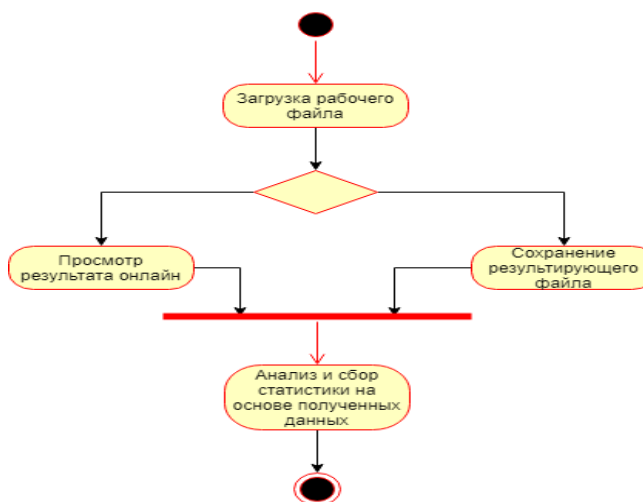 Загрузка рабочего
файла
Просмотр
результата онлайн
Сохранение
результирующего
файла
Анализ и сбор
статистики на
основе полученных
данных